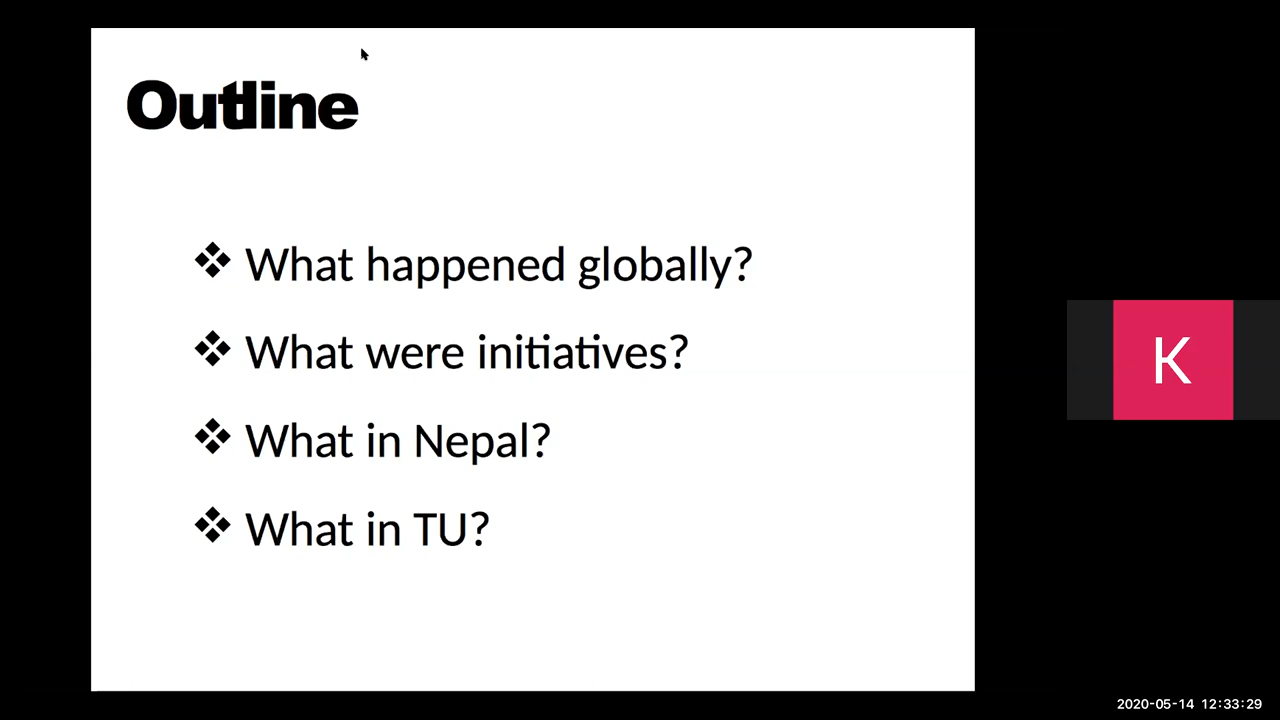 Outline
❖ What happened globally?
❖ What were initiatives?
❖ What in Nepal?
❖ What in TU?
K
2020-05-14 12:33:29